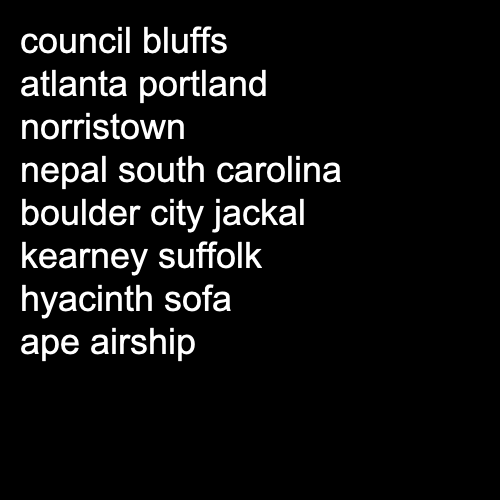 council bluffs
atlanta portland
norristown
nepal south carolina
boulder city jackal
kearney suffolk
hyacinth sofa
ape airship